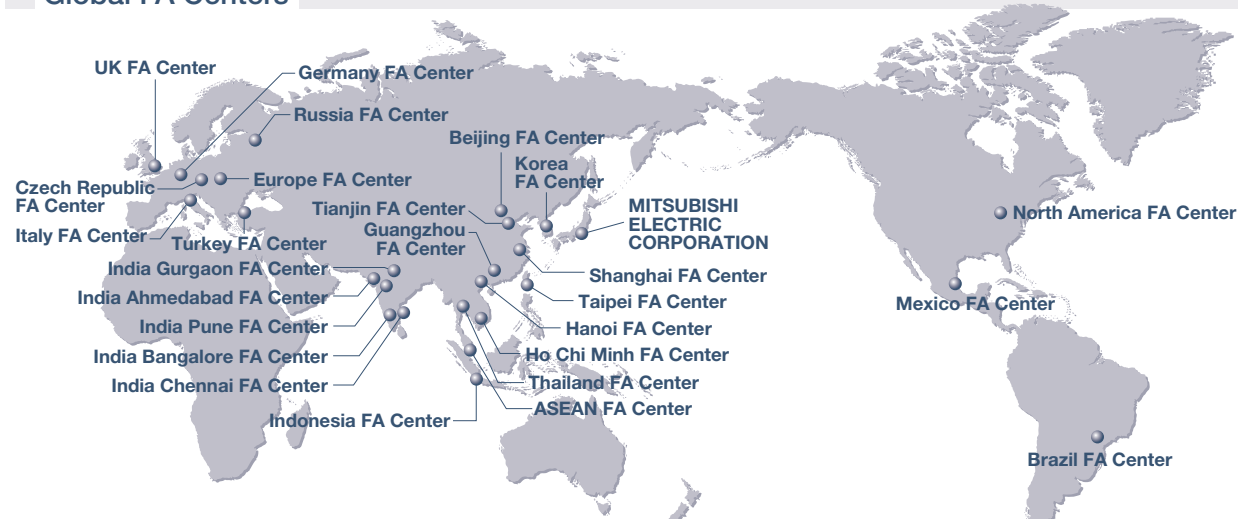 Global FA Centers
UK FA Center
Germany FA Center
Russia FA Center
Beijing FA Center
Korea
FA Center
Czech Republic
FA Center
Europe FA Center
Tianjin FA Center
MITSUBISHI
ELECTRIC
CORPORATION
North America FA Center
Italy FA Center
Turkey FA Center
Guangzhou
FA Center
India Gurgaon FA Center
Shanghai FA Center
India Ahmedabad FA Center
Taipei FA Center
Mexico FA Center
India Pune FA Center
Hanoi FA Center
India Bangalore FA Center
Ho Chi Minh FA Center
India Chennai FA Center
Thailand FA Center
Indonesia FA Center
ASEAN FA Center
Brazil FA Center